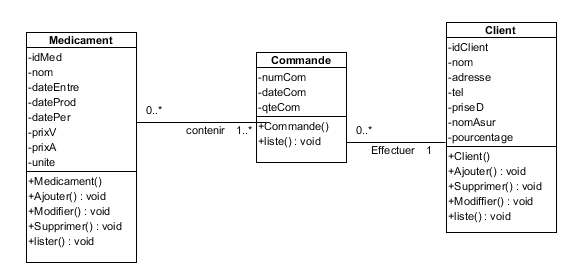 Medicament
-idMed
-nom
-dateEntre
-dateProd
-datePer
-prixV
-prixA
-unite
+Medicament()
+Ajouter() : void
+Modifier() : void
+Supprimer() : void
+lister() : void
0..*
contenir 1..*
Commande
-numCom
-dateCom
-qteCom
+Commande()
+liste() : void
0..*
Effectuer 1
Client
-idClient
-nom
-adresse
-tel
-priseD
-nomAsur
-pourcentage
+Client()
+Ajouter() : void
+Supprimer() : void
+Modiffier() : void
+liste() : void